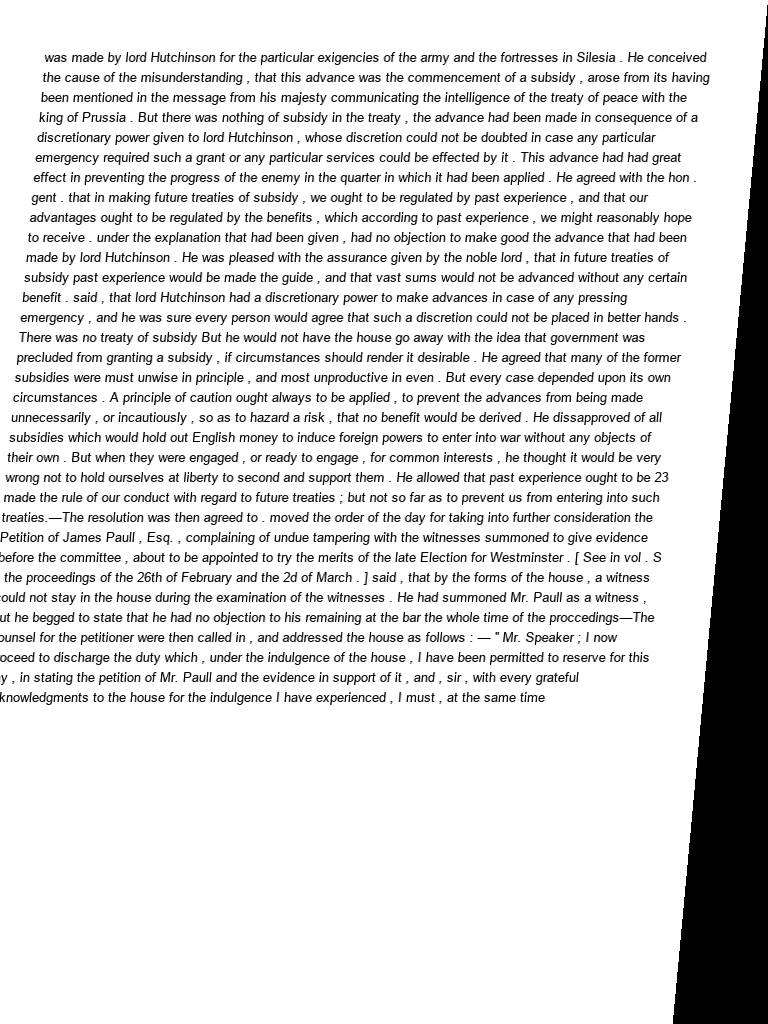 was made by lord Hutchinson for the particular exigencies of the army and the fortresses in Silesia . He conceived
the cause of the misunderstanding , that this advance was the commencement of a subsidy , arose from its having
been mentioned in the message from his majesty communicating the intelligence of the treaty of peace with the
king of Prussia . But there was nothing of subsidy in the treaty , the advance had been made in consequence of a
discretionary power given to lord Hutchinson , whose discretion could not be doubted in case any particular
emergency required such a grant or any particular services could be effected by it . This advance had had great
effect in preventing the progress of the enemy in the quarter in which it had been applied . He agreed with the hon .
gent . that in making future treaties of subsidy , we ought to be regulated by past experience , and that our
advantages ought to be regulated by the benefits , which according to past experience , we might reasonably hope
to receive . under the explanation that had been given , had no objection to make good the advance that had been
made by lord Hutchinson . He was pleased with the assurance given by the noble lord , that in future treaties of
subsidy past experience would be made the guide , and that vast sums would not be advanced without any certain
benefit . said , that lord Hutchinson had a discretionary power to make advances in case of any pressing
emergency , and he was sure every person would agree that such a discretion could not be placed in better hands .
There was no treaty of subsidy But he would not have the house go away with the idea that government was
precluded from granting a subsidy , if circumstances should render it desirable . He agreed that many of the former
subsidies were must unwise in principle , and most unproductive in even . But every case depended upon its own
circumstances . A principle of caution ought always to be applied , to prevent the advances from being made
unnecessarily , or incautiously , so as to hazard a risk , that no benefit would be derived . He dissapproved of all
subsidies which would hold out English money to induce foreign powers to enter into war without any objects of
their own . But when they were engaged , or ready to engage , for common interests , he thought it would be very
wrong not to hold ourselves at liberty to second and support them . He allowed that past experience ought to be 23
made the rule of our conduct with regard to future treaties ; but not so far as to prevent us from entering into such
treaties.—The resolution was then agreed to . moved the order of the day for taking into further consideration the
Petition of James Paull , Esq. , complaining of undue tampering with the witnesses summoned to give evidence
before the committee , about to be appointed to try the merits of the late Election for Westminster . [ See in vol . S
the proceedings of the 26th of February and the 2d of March . ] said , that by the forms of the house , a witness
could not stay in the house during the examination of the witnesses . He had summoned Mr. Paull as a witness ,
ut he begged to state that he had no objection to his remaining at the bar the whole time of the proccedings—The
ounsel for the petitioner were then called in , and addressed the house as follows : — " Mr. Speaker ; I now
oceed to discharge the duty which , under the indulgence of the house , I have been permitted to reserve for this
y , in stating the petition of Mr. Paull and the evidence in support of it , and , sir , with every grateful
knowledgments to the house for the indulgence I have experienced , I must , at the same time